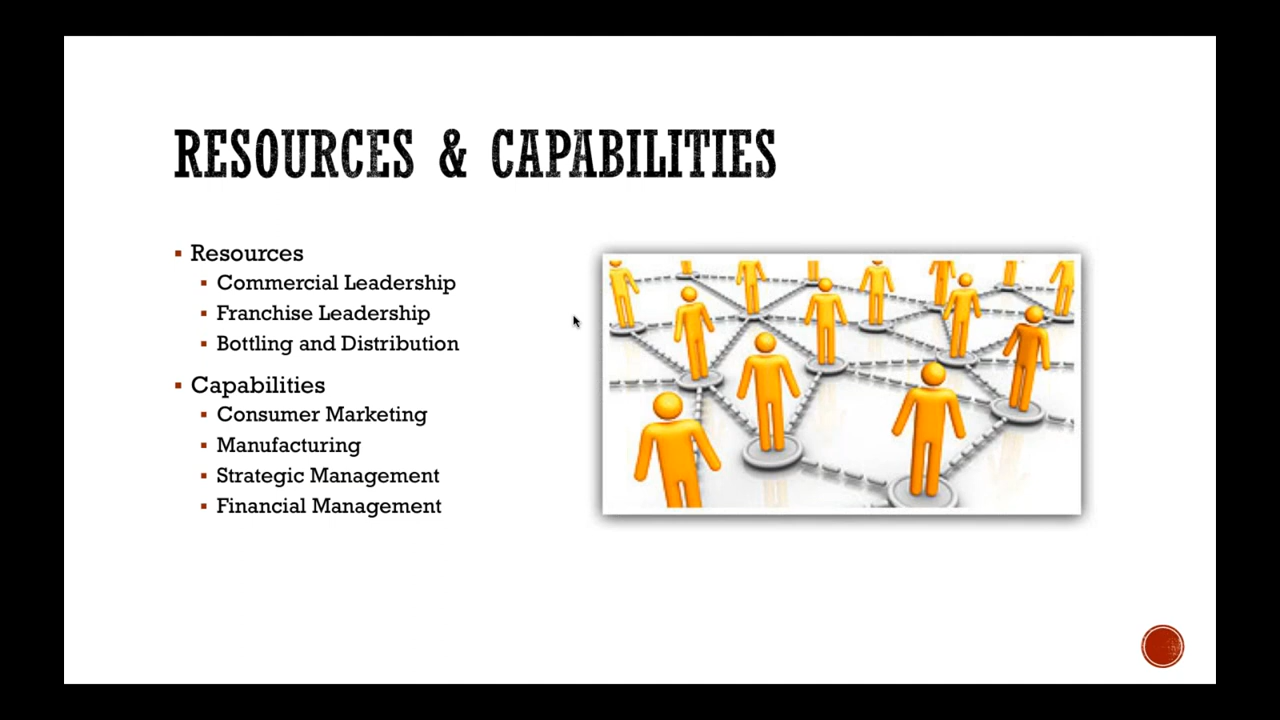 RESOURCES & CAPABILITIES
Resources
Commercial Leadership
Franchise Leadership
Bottling and Distribution
Capabilities
Consumer Marketing
Manufacturing
Strategic Management
Financial Management